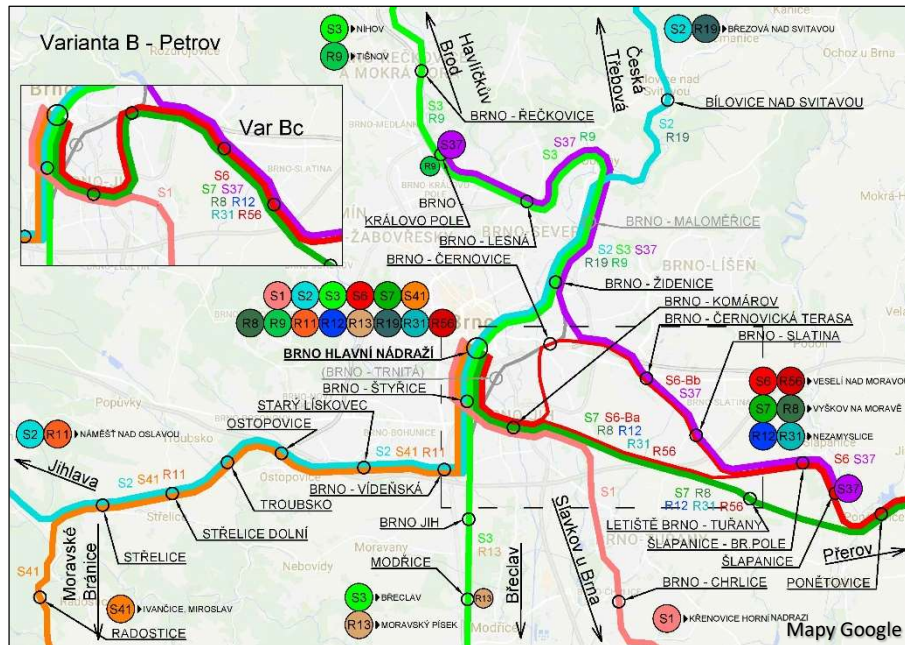 Varianta B - Petrov
S3 NÍHOV
R9 TIŠNOV
Havlíčkův
Brod
Česká
Třebová
S2 R19 BŘEZOVÁ NAD SVITAVOU
BÍLOVICE NAD SVITAVOU
BRNO - ŘEČKOVICE
S3
R9
S2
R19
Var Bc
S1
S6
S7 S37
R8 R12
R31 R56
S37
R9
S37 R9
S3
BRNO -
KRÁLOVO POLE
BRNO -
LESNÁ
BRNO - MALOMĚŘICE
BRNO -
ČERNOVICE
S2 S3 S37
R19 R9
BRNO - ŽIDENICE
BRNO - KOMÁROV
BRNO - ČERNOVICKÁ
TERASA
BRNO - SLATINA
S1 S2 S3 S6 S7 S41
R8 R9 R11 R12 R13 R19 R31 R56
BRNO HLAVNÍ NÁDRAŽÍ
(BRNO - TRNITÁ)
BRNO - ŠTÝŘICE
STARÝ LÍSKOVEC
OSTOPOVICE
S6-Bb
S37
S6 R56 VESELÍ NAD MORAVOU
S7 R8 VYŠKOV NA MORAVĚ
R12 R31 NEZAMYSLICE
S7 S6-Ba
R8 R12
R31
R56
S2 R11 NÁMĚŠŤ NAD OSLAVOU
Jihlava
S2 S41 R11
S2 S41 R11
BRNO - VÍDEŇSKÁ
TROUBSKO
STŘELICE DOLNÍ
STŘELICE
S6 S37
S37
S7 R8
R12 R31 R56
LETIŠTĚ BRNO - TUŘANY
ŠLAPANICE - BR.POLE
ŠLAPANICE
PONĚTOVICE
Přerov
S1
Slavkov u Brna
BRNO JIH
S3
R13
MODŘICE
R13
Břeclav
Moravské
Bránice
S41
S41 IVANČICE, MIROSLAV
RADOSTICE
S3 BŘECLAV
R13 MORAVSKÝ PÍSEK
BRNO - CHRLICE
S1 KŘENOVICE HORNÍ NADRAZI
Mapy Google